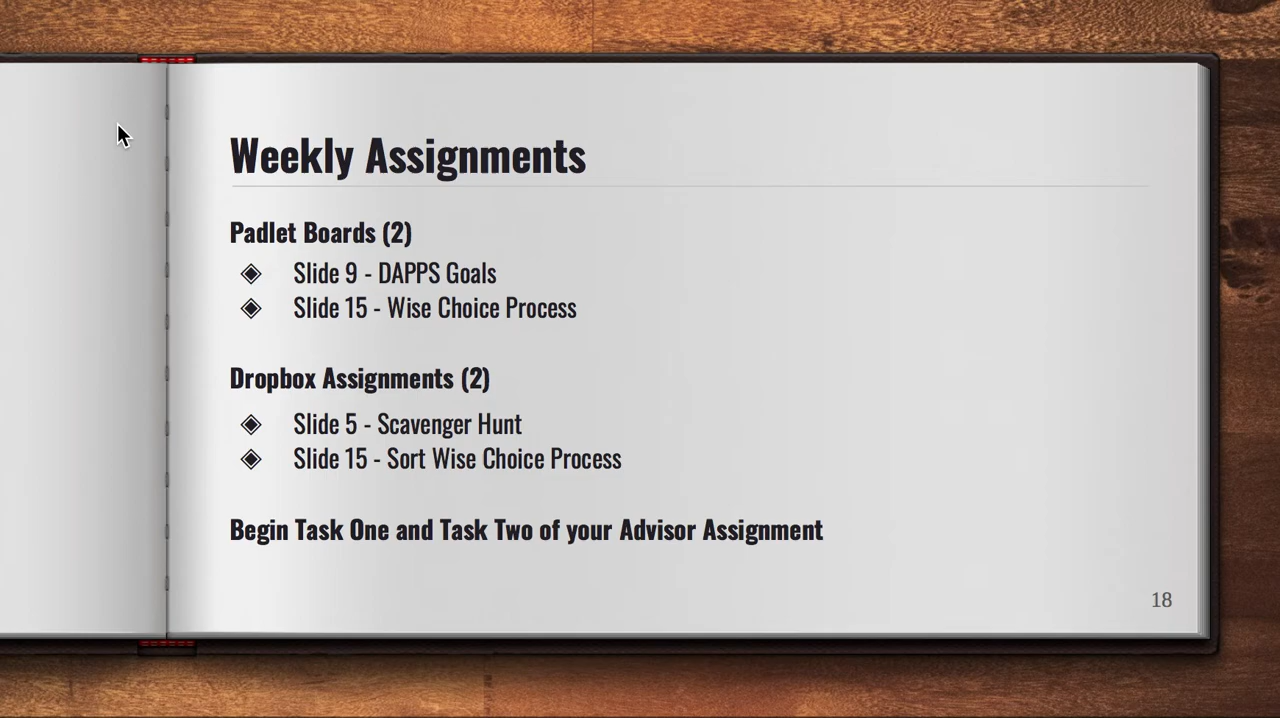 Weekly Assignments
Padlet Boards (2)
◈ Slide 9 - DAPPS Goals
◈ Slide 15 - Wise Choice Process
Dropbox Assignments (2)
◈ Slide 5 - Scavenger Hunt
◈ Slide 15 - Sort Wise Choice Process
Begin Task One and Task Two of your Advisor Assignment
18